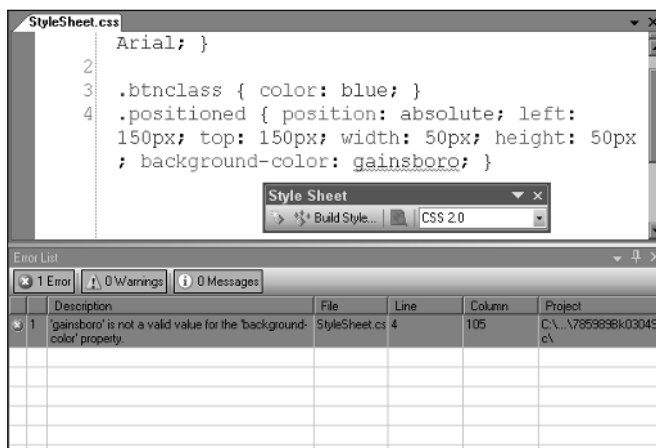 StyleSheet.css
Arial; }
2
3 .btnclass { color: blue; }
4 .positioned { position: absolute; left:
150px; top: 150px; width: 50px; height: 50px
; background-color: gainsboro; }
Style Sheet
Build Style... CSS 2.0
Error List
1 Error 0 Warnings 0 Messages
Description File Line Column Project
1 'gainsboro' is not a valid value for the 'background- StyleSheet.cs 4 105 C:\...\785989Bk03049
color' property. c\